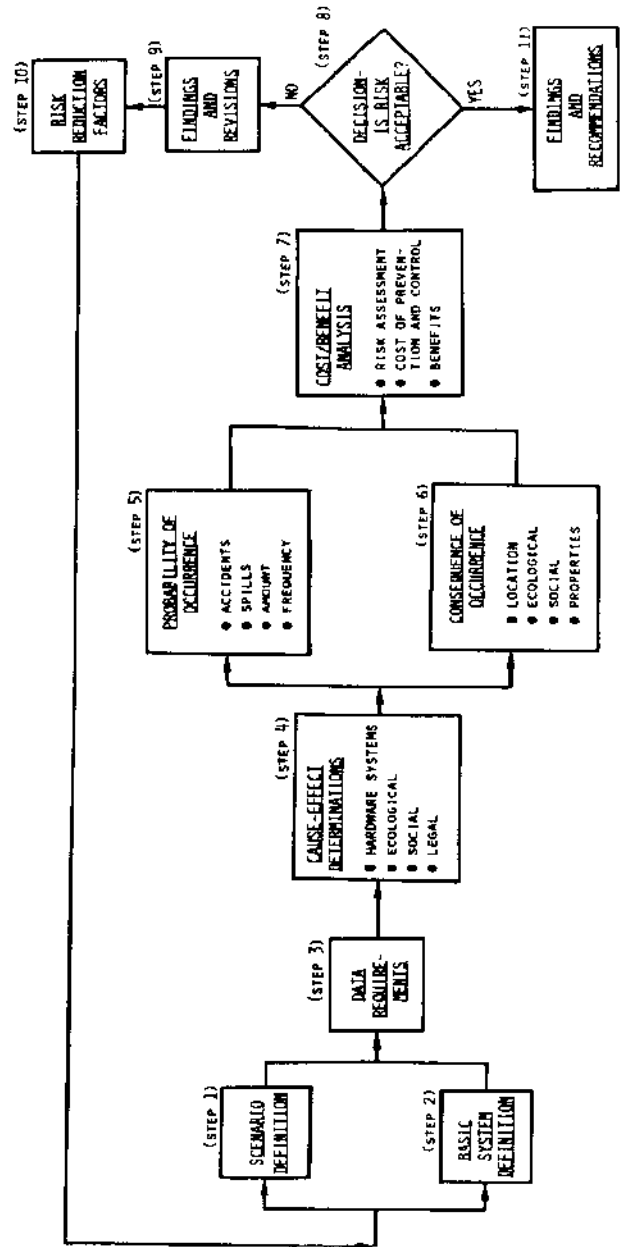 (STEP 1)
SCENARIO
DEFINITION
(STEP 2)
BASIC
SYSTEM
DEFINITION
(STEP 3)
DATA
REQUIRE-
MENTS
(STEP 4)
CAUSE-EFFECT
DETERMINATIONS
● HARDWARE SYSTEMS
● ECOLOGICAL
● SOCIAL
● LEGAL
(STEP 5)
PROBABILITY OF
OCCURRENCE
● ACCIDENTS
● SPILLS
● AMOUNT
● FREQUENCY
(STEP 6)
CONSEQUENCE OF
OCCURRENCE
● LOCATION
● ECOLOGICAL
● SOCIAL
● PROPERTIES
(STEP 7)
COST/BENEFIT
ANALYSIS
● RISK ASSESSMENT
● COST OF PREVEN-
TION AND CONTROL
● BENEFITS
(STEP 8)
DECISION-
IS RISK
ACCEPTABLE?
NO
YES
(STEP 9)
FINDINGS
AND
REVISIONS
(STEP 10)
RISK
REDUCTION
FACTORS
(STEP 11)
FINDINGS
AND
RECOMMENDATIONS